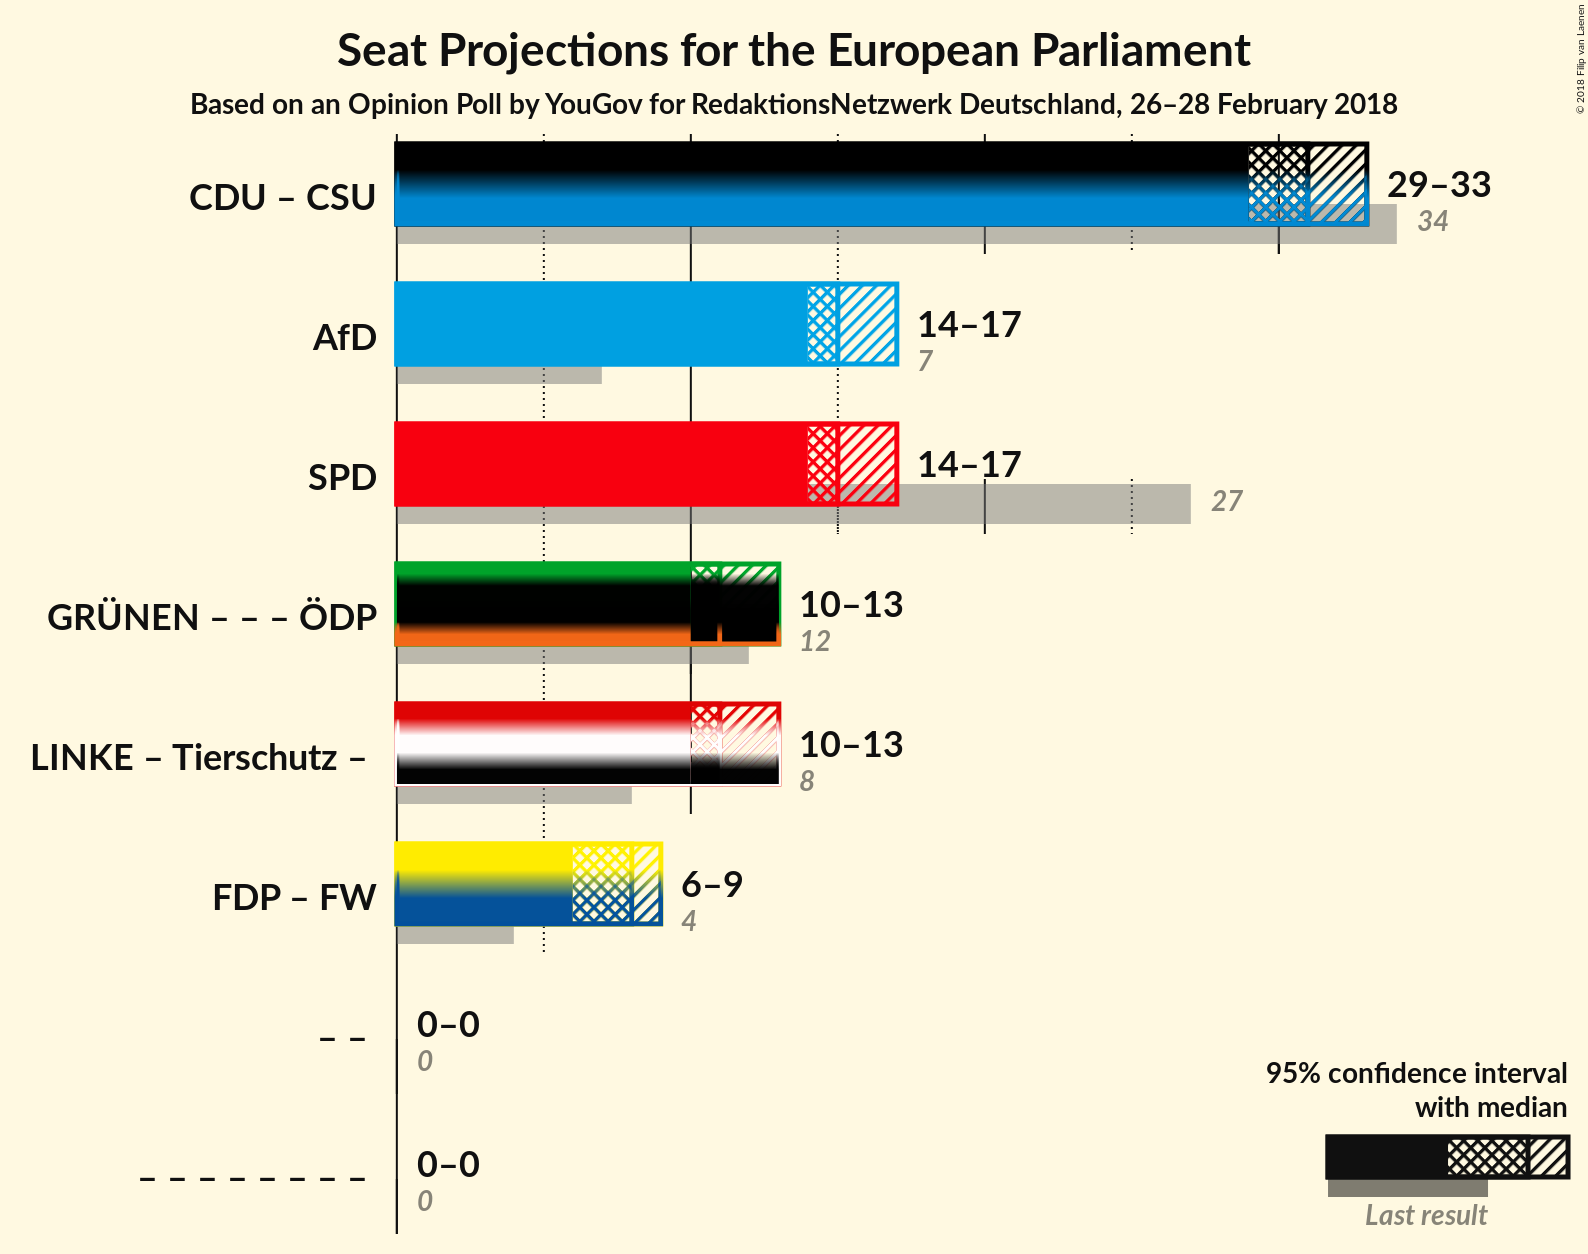 Seat Projections for the European Parliament
Based on an Opinion Poll by YouGov for RedaktionsNetzwerk Deutschland, 26–28 February 2018
© 2018 Filip van Laenen
CDU – CSU
29–33
34
AfD
14–17
7
SPD
14–17
27
GRÜNEN – – – ÖDP
10–13
12
LINKE – Tierschutz –
10–13
8
FDP – FW
6–9
4
– –
0–0
0
– – – – – – – –
0–0
0
95% confidence interval
with median
Last result